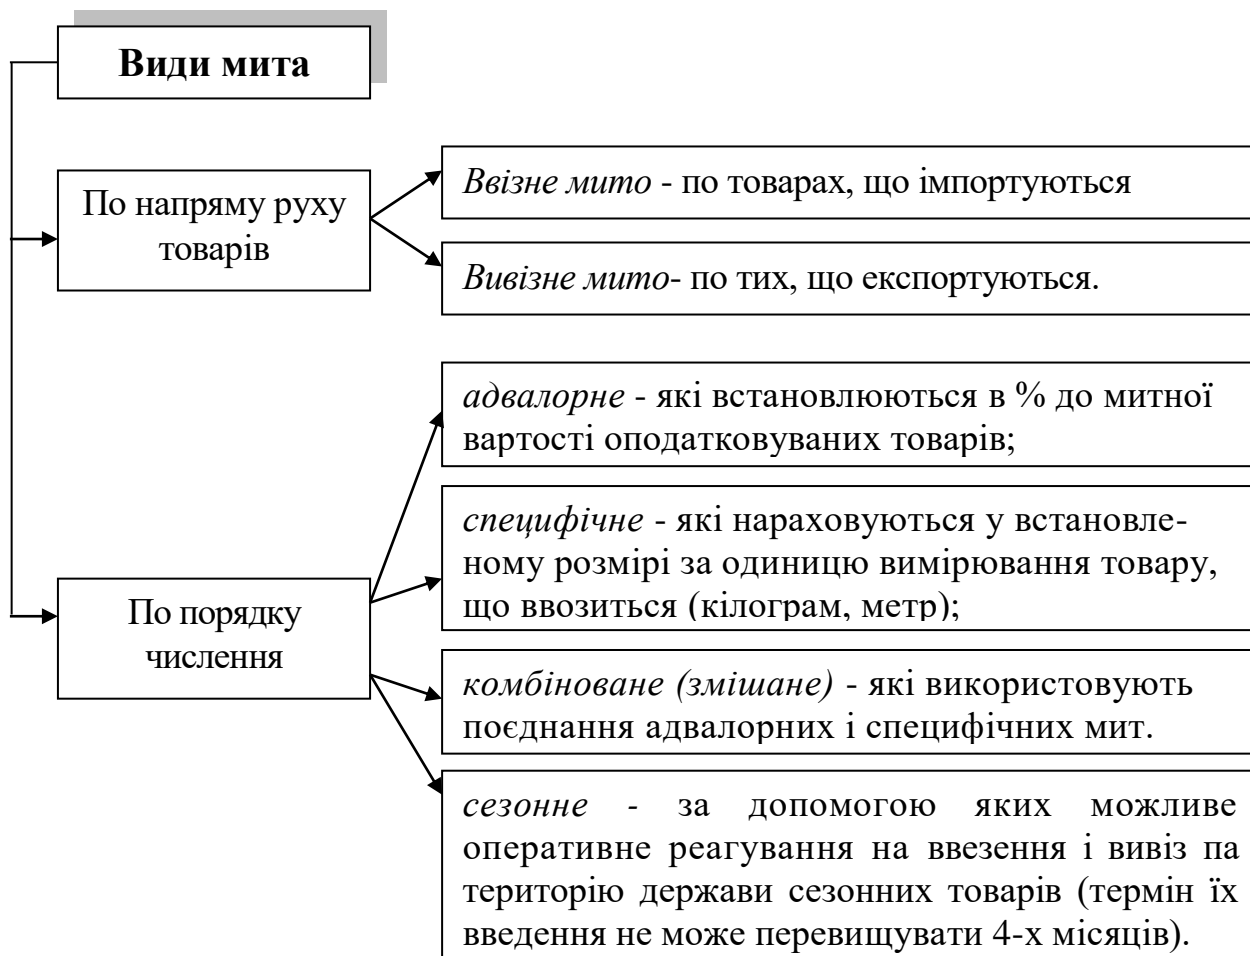 Види мита
По напряму руху
товарів
Ввізне мито - по товарах, що імпортуються
Вивізне мито- по тих, що експортуються.
По порядку
числення
адвалорне - які встановлюються в % до митної
вартості оподатковуваних товарів;
специфічне - які нараховуються у встановле-
ному розмірі за одиницю вимірювання товару,
що ввозиться (кілограм, метр);
комбіноване (змішане) - які використовують
поєднання адвалорних і специфічних мит.
сезонне - за допомогою яких можливе
оперативне реагування на ввезення і вивіз па
територію держави сезонних товарів (термін їх
введення не може перевищувати 4-х місяців).